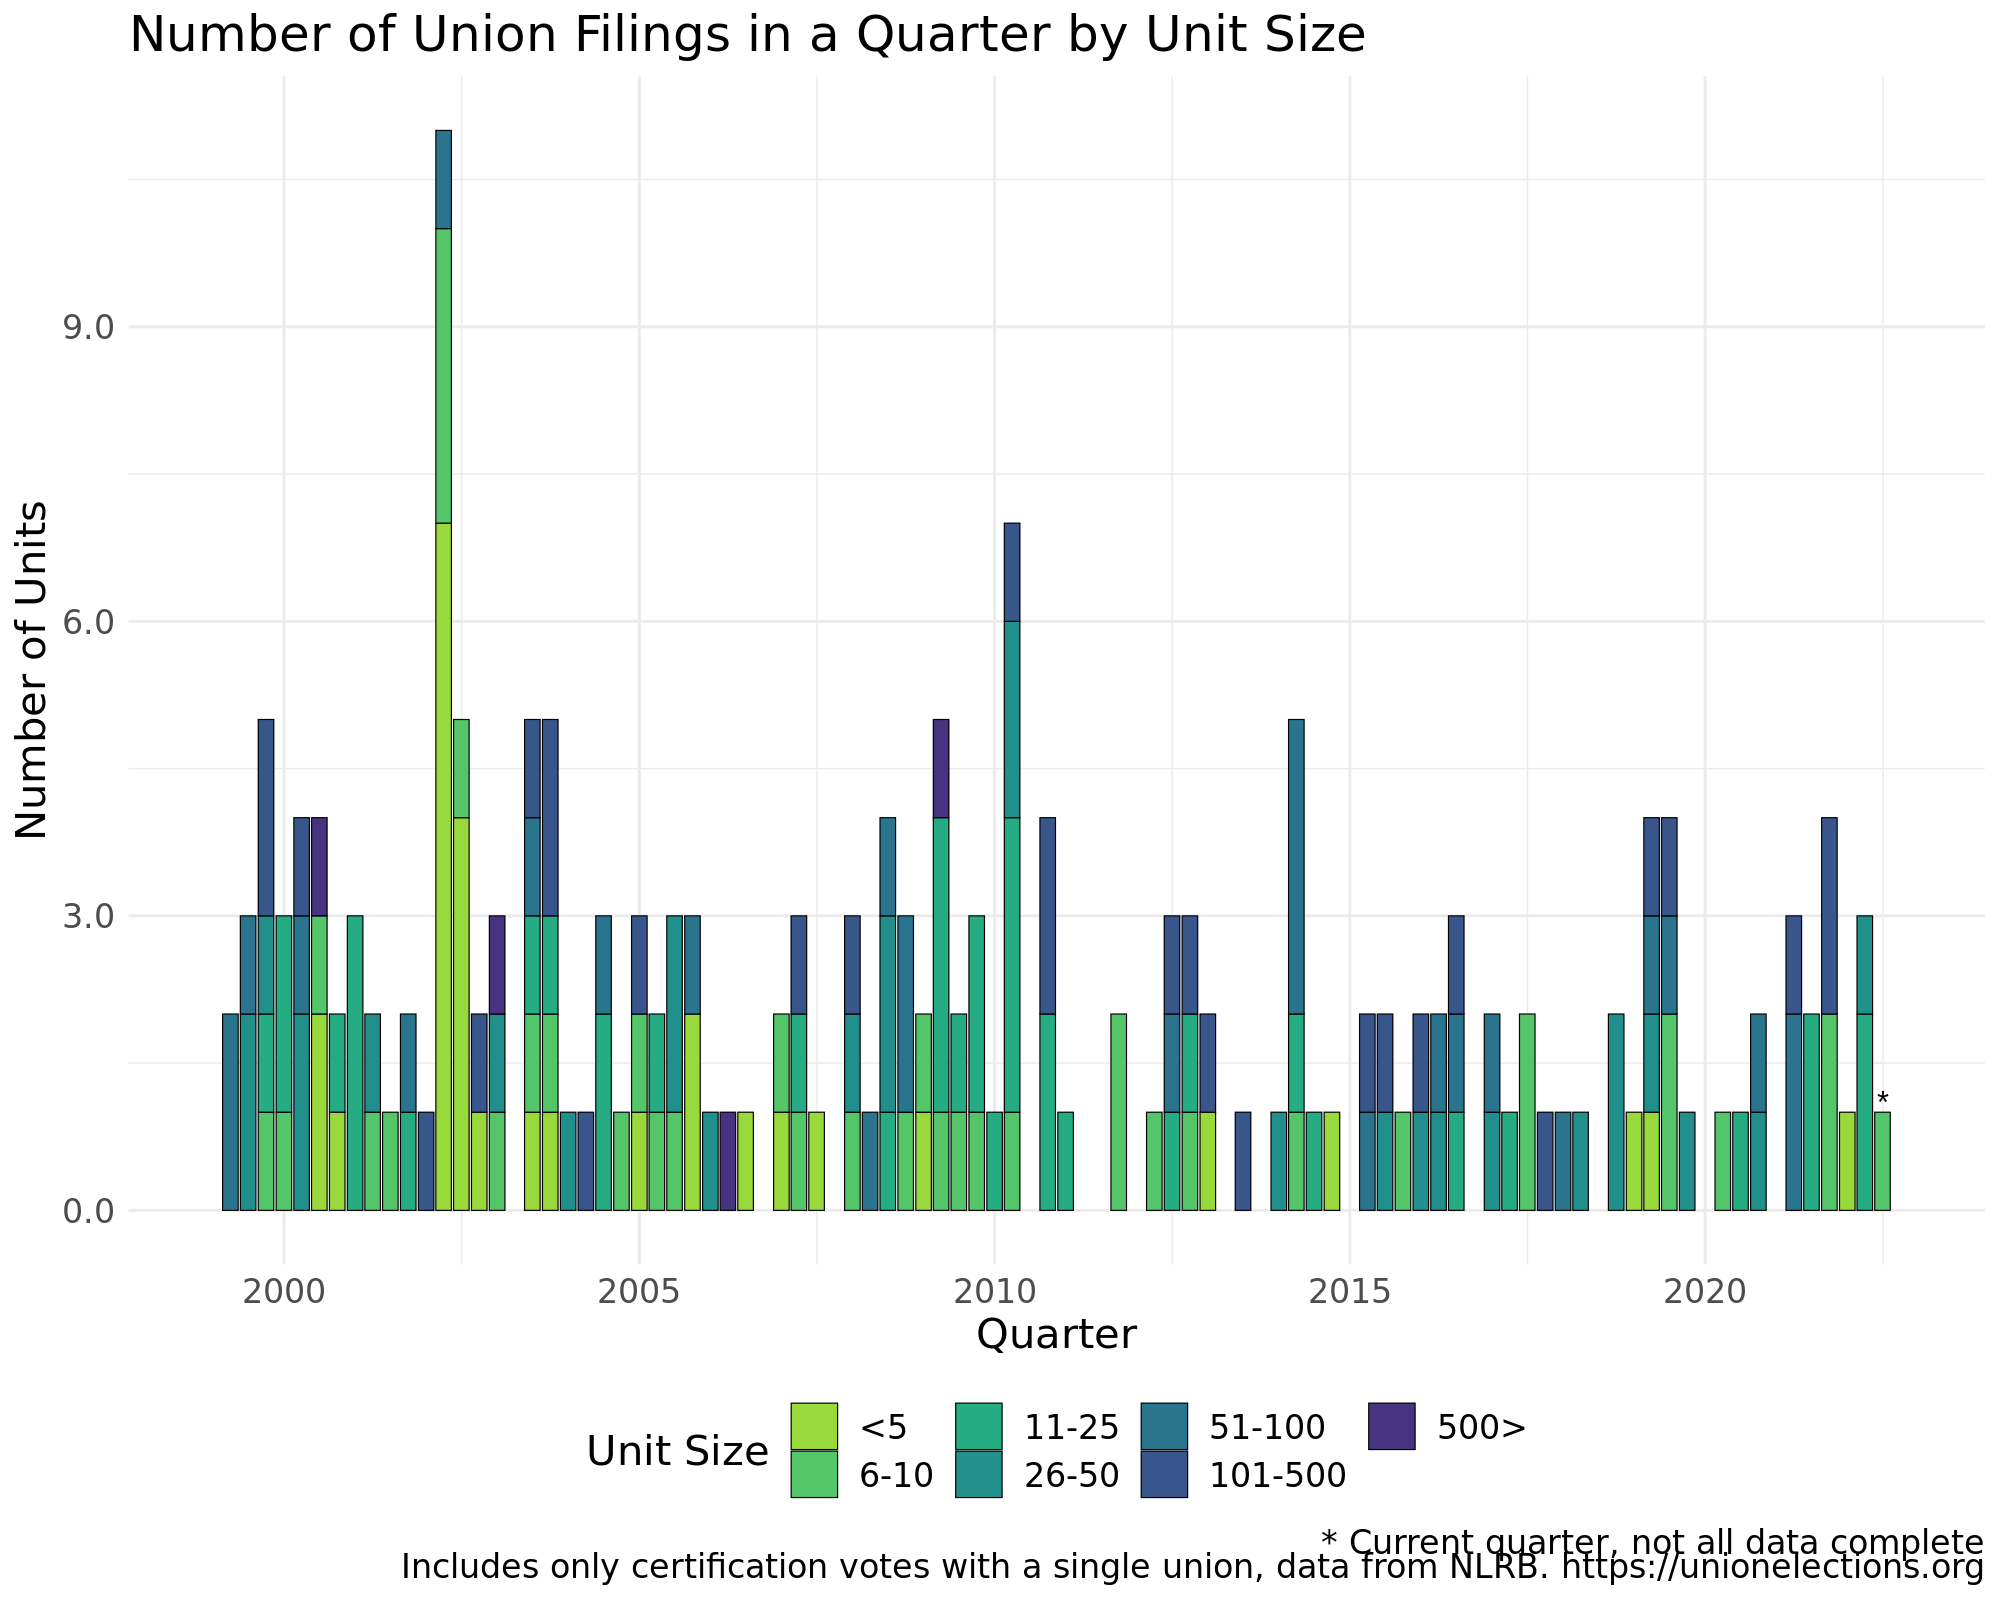 Number of Union Filings in a Quarter by Unit Size
Number of Units
9.0
6.0
3.0
0.0
*
2000 2005 2010 2015 2020
Quarter
Unit Size
<5 11-25 51-100 500>
6-10 26-50 101-500
* Current quarter, not all data complete
Includes only certification votes with a single union, data from NLRB. https://unionelections.org